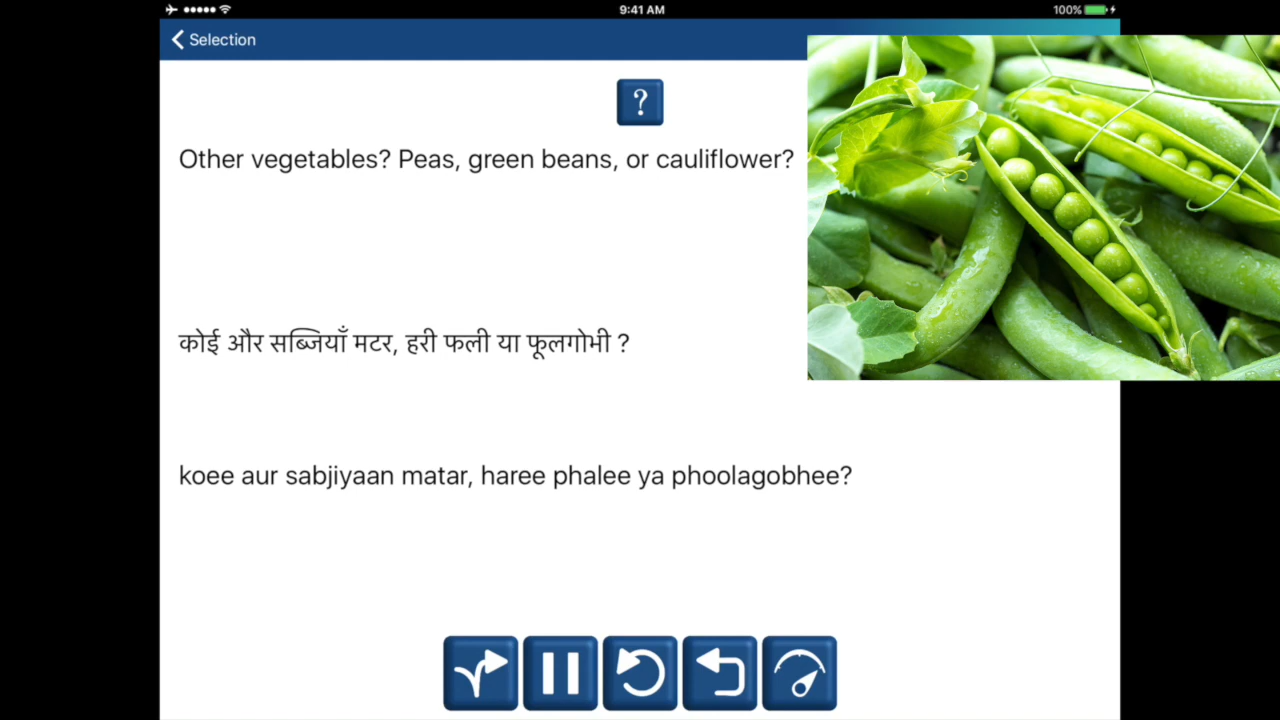 9:41 AM
100%
Selection
?
Other vegetables? Peas, green beans, or cauliflower?
कोई और सब्जियाँ मटर, हरी फली या फूलगोभी ?
koee aur sabjiyaan matar, haree phalee ya phoolagobhee?